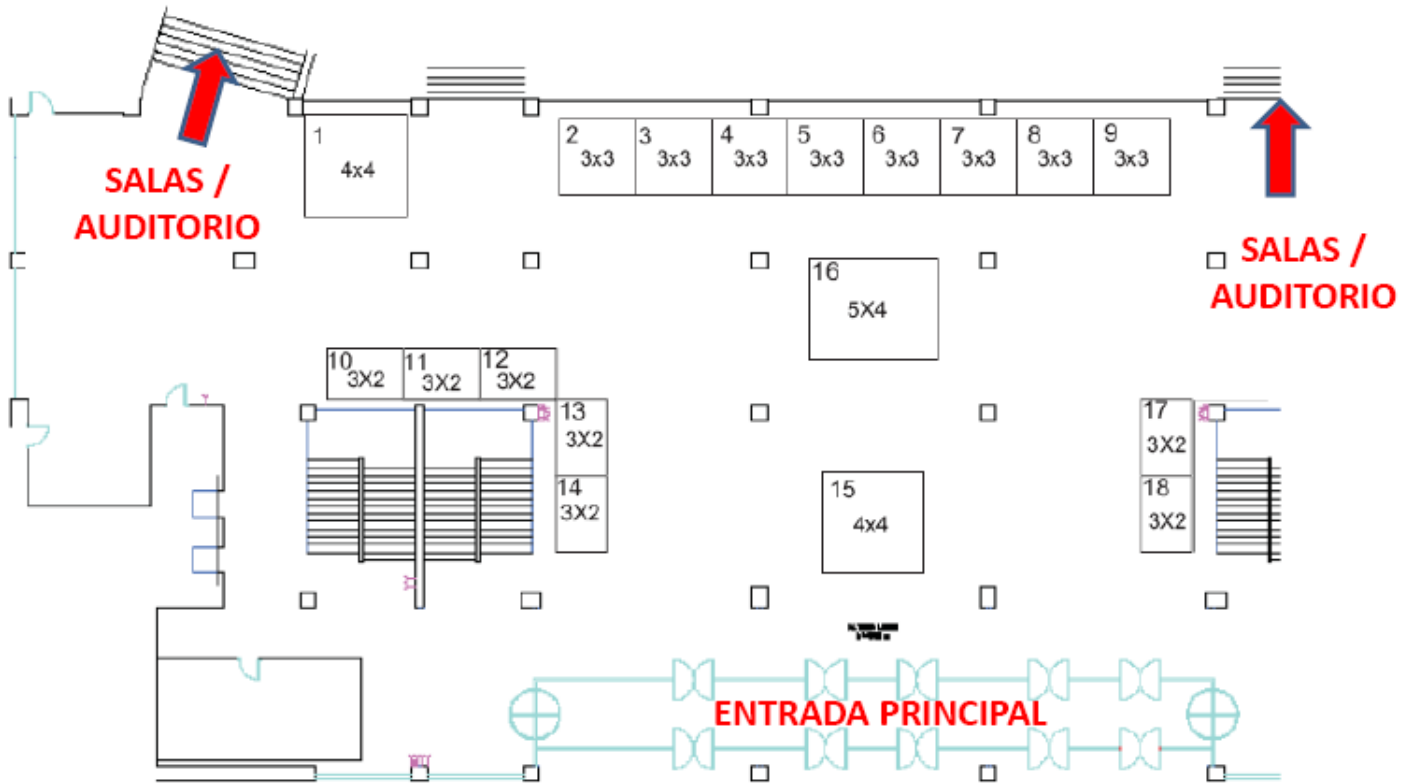 SALAS /
AUDITORIO
1
4x4
2
3x3
3
3x3
4
3x3
5
3x3
6
3x3
7
3x3
8
3x3
9
3x3
SALAS /
AUDITORIO
16
5X4
10
3X2
11
3X2
12
3X2
13
3X2
14
3X2
15
4x4
17
3X2
18
3X2
ENTRADA PRINCIPAL